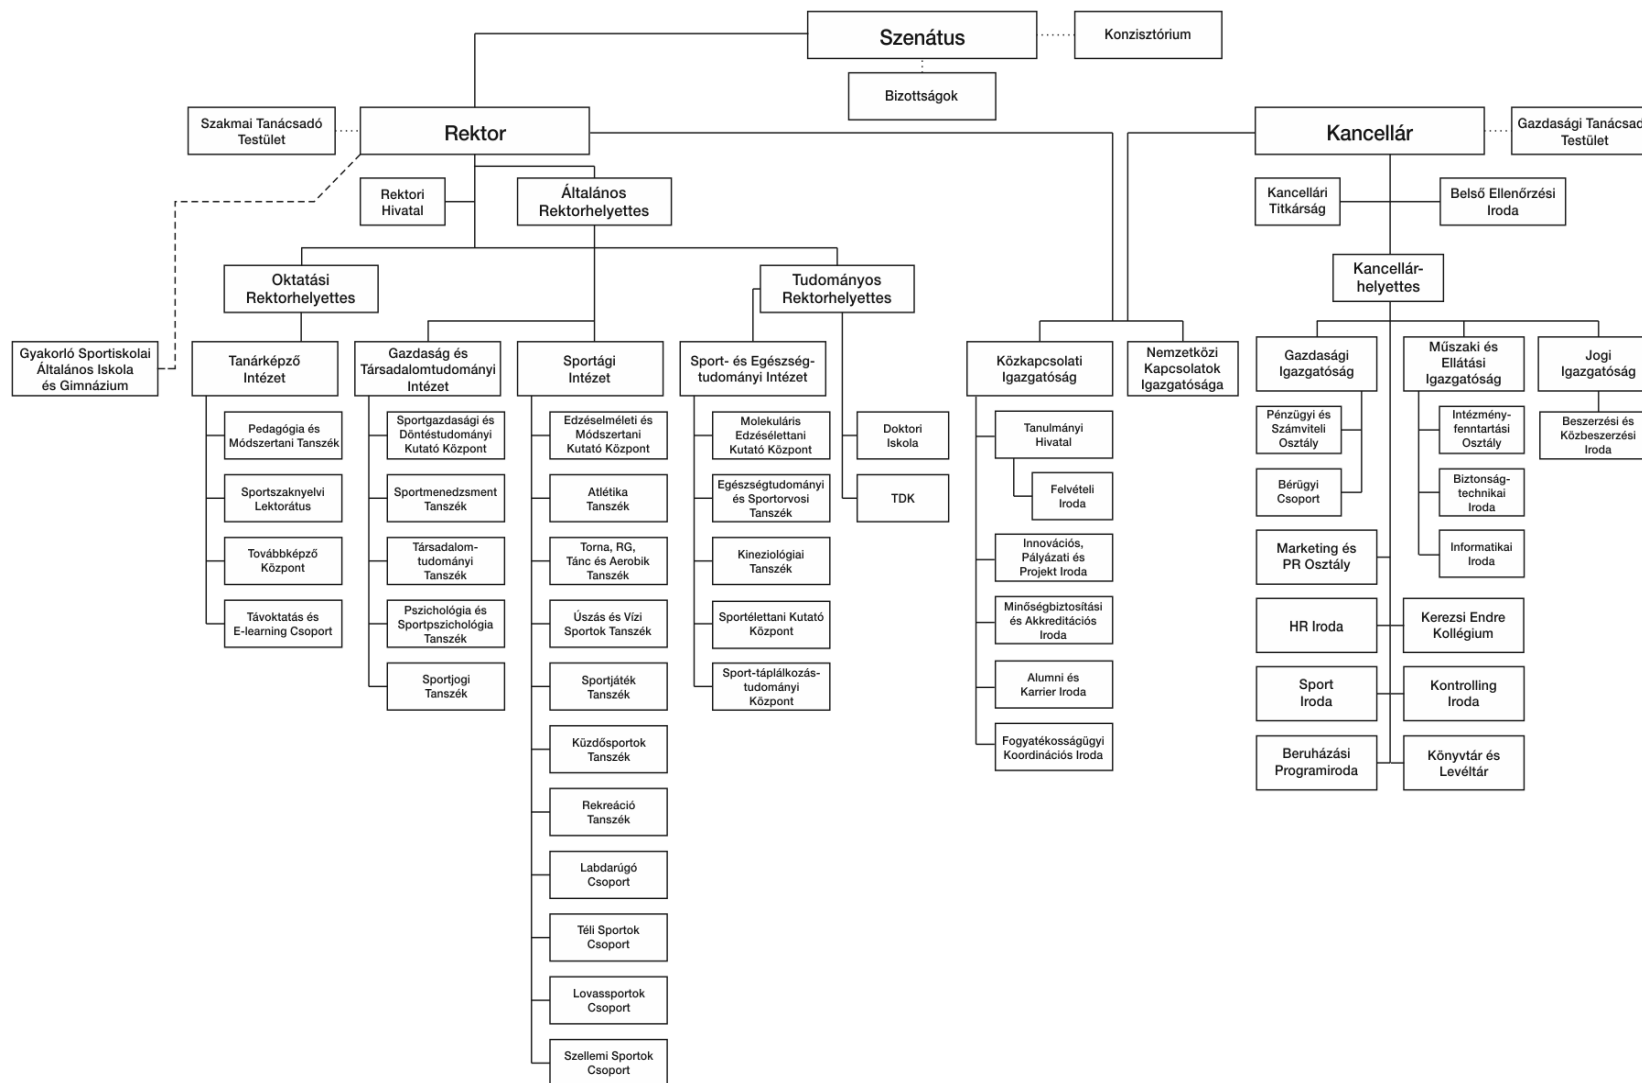 Szenátus
Konzisztórium
Bizottságok
Szakmai Tanácsadó
Testület
Rektor
Kancellár
Gazdasági Tanácsad
Testület
Rektori
Hivatal
Általános
Rektorhelyettes
Kancellári
Titkárság
Belső Ellenőrzési
Iroda
Oktatási
Rektorhelyettes
Tudományos
Rektorhelyettes
Kancellár-
helyettes
Gyakorló Sportiskolai
Általános Iskola
és Gimnázium
Tanárképző
Intézet
Gazdaság és
Társadalomtudományi
Intézet
Sportági
Intézet
Sport- és Egészség-
tudományi Intézet
Közkapcsolati
Igazgatóság
Nemzetközi
Kapcsolatok
Igazgatósága
Gazdasági
Igazgatóság
Műszaki és
Ellátási
Igazgatóság
Jogi
Igazgatóság
Pedagógia és
Módszertani Tanszék
Sportszaknyelvi
Lektorátus
Továbbképző
Központ
Távoktatás és
E-learning Csoport
Sportgazdasági és
Döntéstudományi
Kutató Központ
Sportmenedzsment
Tanszék
Társadalom-
tudományi
Tanszék
Pszichológia és
Sportpszichológia
Tanszék
Sportjogi
Tanszék
Edzéselméleti és
Módszertani
Kutató Központ
Atlétika
Tanszék
Torna, RG,
Tánc és Aerobik
Tanszék
Úszás és Vízi
Sportok Tanszék
Sportjáték
Tanszék
Küzdősportok
Tanszék
Rekreáció
Tanszék
Labdarúgó
Csoport
Téli Sportok
Csoport
Lovassportok
Csoport
Szellemi Sportok
Csoport
Molekuláris
Edzésélettani
Kutató Központ
Egészségtudományi
és Sportorvosi
Tanszék
Kineziológiai
Tanszék
Sportélettani Kutató
Központ
Sport-táplálkozás-
tudományi
Központ
Doktori
Iskola
TDK
Tanulmányi
Hivatal
Felvételi
Iroda
Innovációs,
Pályázati és
Projekt Iroda
Minőségbiztosítási
és Akkreditációs
Iroda
Alumni és
Karrier Iroda
Fogyatékosságügyi
Koordinációs Iroda
Pénzügyi és
Számviteli
Osztály
Bérügyi
Csoport
Intézmény-
fenntartási
Osztály
Biztonság-
technikai
Iroda
Informatikai
Iroda
Beszerzési és
Közbeszerzési
Iroda
Marketing és
PR Osztály
HR Iroda
Kerezsi Endre
Kollégium
Sport
Iroda
Kontrolling
Iroda
Beruházási
Programiroda
Könyvtár és
Levéltár